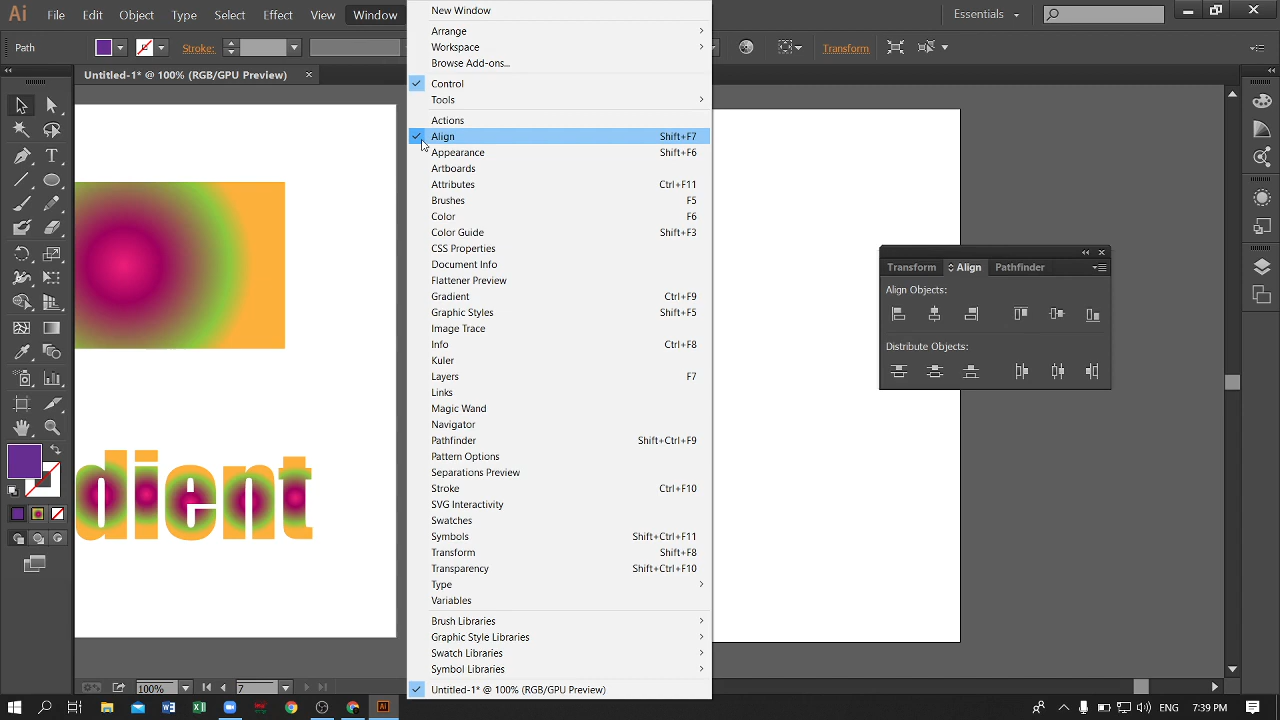 Ai File Edit Object Type Select Effect View Window Essentials
Path Stroke: Transform
Untitled-1* @ 100% (RGB/GPU Preview) ×
New Window
Arrange
Workspace
Browse Add-ons...
Control
Tools
Actions
Align Shift+F7
Appearance Shift+F6
Artboards
Attributes Ctrl+F11
Brushes F5
Color F6
Color Guide Shift+F3
CSS Properties
Document Info
Flattener Preview
Gradient Ctrl+F9
Graphic Styles Shift+F5
Image Trace
Info Ctrl+F8
Kuler
Layers F7
Links
Magic Wand
Navigator
Pathfinder Shift+Ctrl+F9
Pattern Options
Separations Preview
Stroke Ctrl+F10
SVG Interactivity
Swatches
Symbols Shift+Ctrl+F11
Transform Shift+F8
Transparency Shift+Ctrl+F10
Type
Variables
Brush Libraries
Graphic Style Libraries
Swatch Libraries
Symbol Libraries
Untitled-1* @ 100% (RGB/GPU Preview)
Transform Align Pathfinder
Align Objects:
Distribute Objects:
dient
100% 7
7:39 PM